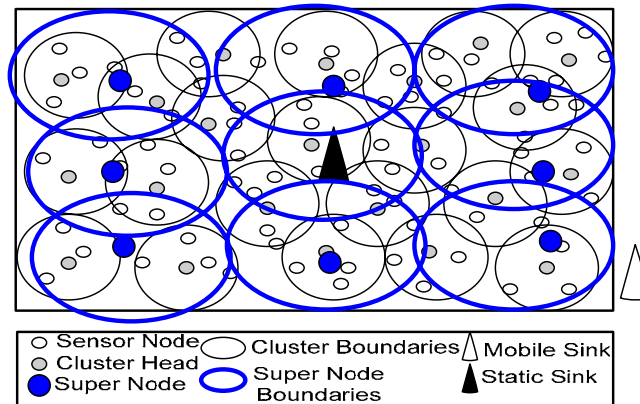 Sensor Node
Cluster Head
Super Node
Cluster Boundaries
Super Node
Boundaries
Mobile Sink
Static Sink